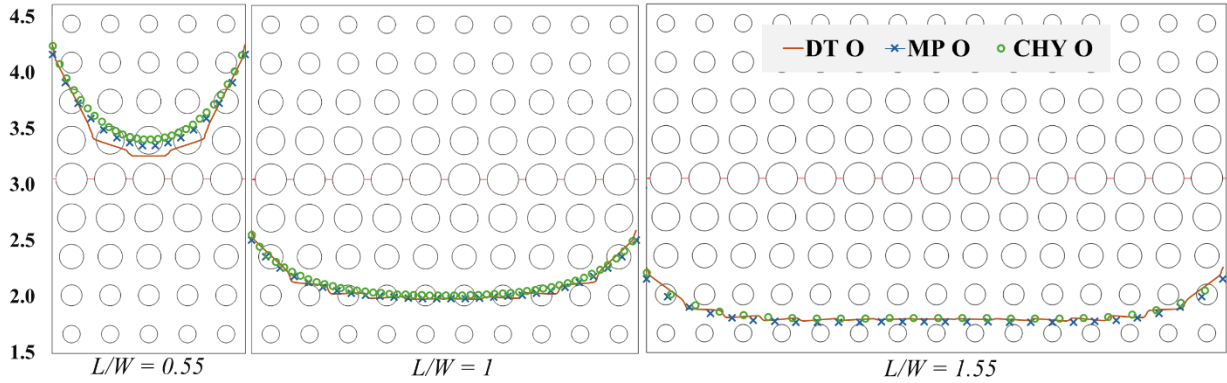 4.5
4.0
3.5
3.0
2.5
2.0
1.5
DT O MP O CHY O
L/W = 0.55
L/W = 1
L/W = 1.55